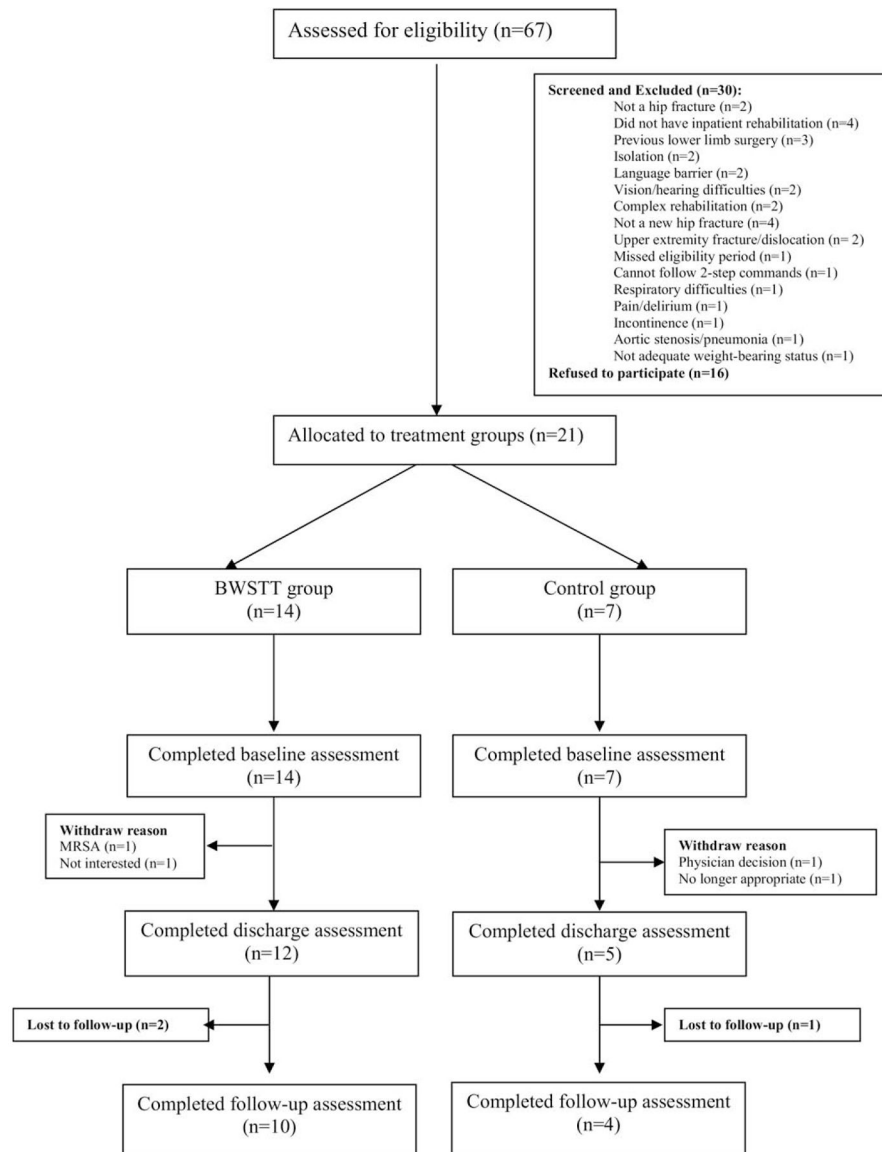 Assessed for eligibility (n=67)
Screened and Excluded (n=30):
Not a hip fracture (n=2)
Did not have inpatient rehabilitation (n=4)
Previous lower limb surgery (n=3)
Isolation (n=2)
Language barrier (n=2)
Vision/hearing difficulties (n=2)
Complex rehabilitation (n=2)
Not a new hip fracture (n=4)
Upper extremity fracture/dislocation (n= 2)
Missed eligibility period (n=1)
Cannot follow 2-step commands (n=1)
Respiratory difficulties (n=1)
Pain/delirium (n=1)
Incontinence (n=1)
Aortic stenosis/pneumonia (n=1)
Not adequate weight-bearing status (n=1)
Refused to participate (n=16)
Allocated to treatment groups (n=21)
BWSTT group
(n=14)
Control group
(n=7)
Completed baseline assessment
(n=14)
Completed baseline assessment
(n=7)
Withdraw reason
MRSA (n=1)
Not interested (n=1)
Withdraw reason
Physician decision (n=1)
No longer appropriate (n=1)
Completed discharge assessment
(n=12)
Completed discharge assessment
(n=5)
Lost to follow-up (n=2)
Lost to follow-up (n=1)
Completed follow-up assessment
(n=10)
Completed follow-up assessment
(n=4)